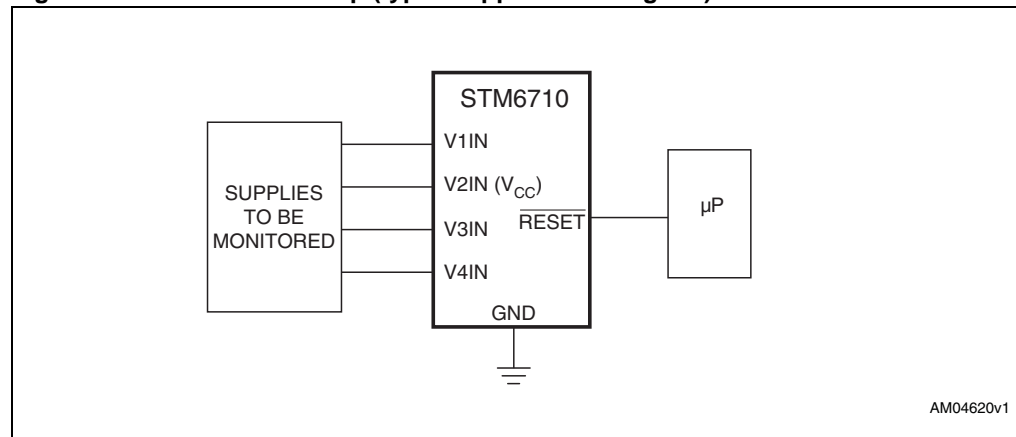 STM6710
V1IN
V2IN (VCC)
V3IN
V4IN
RESET
GND
SUPPLIES
TO BE
MONITORED
µP
AM04620v1